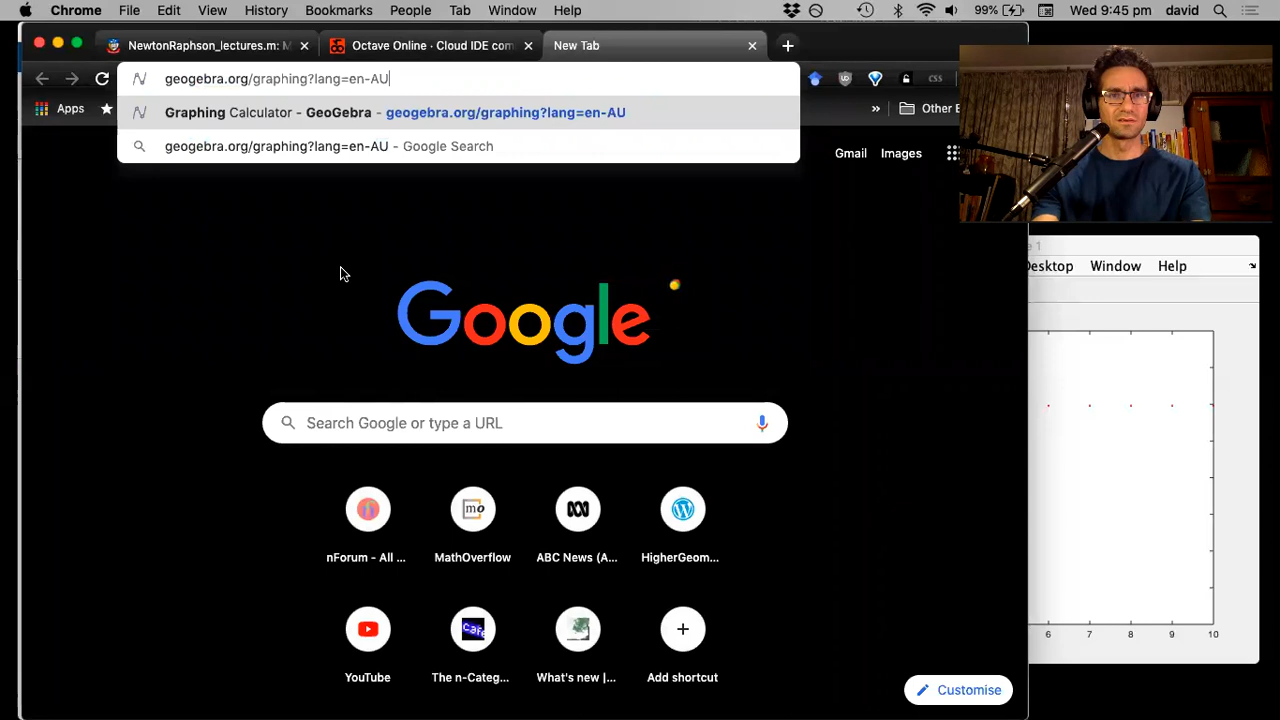 Chrome File Edit View History Bookmarks People Tab Window Help 99% Wed 9:45 pm david
NewtonRaphson_lectures.m: M Octave Online · Cloud IDE com New Tab
geogebra.org/graphing?lang=en-AU
css
Graphing Calculator - GeoGebra - geogebra.org/graphing?lang=en-AU
Apps » Other
geogebra.org/graphing?lang=en-AU - Google Search
Gmail Images
Desktop Window Help
Google
Search Google or type a URL
nForum - All ... MathOverflow ABC News (A... HigherGeom...
6 7 8 9 10
YouTube The n-Categ... What's new |... Add shortcut
Customise